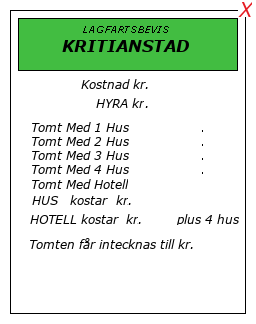 X
LAGFARTSBEVIS
KRITIANSTAD
Kostnad kr.
HYRA kr.
Tomt Med 1 Hus .
Tomt Med 2 Hus .
Tomt Med 3 Hus .
Tomt Med 4 Hus .
Tomt Med Hotell
HUS kostar kr.
HOTELL kostar kr. plus 4 hus
Tomten får intecknas till kr.